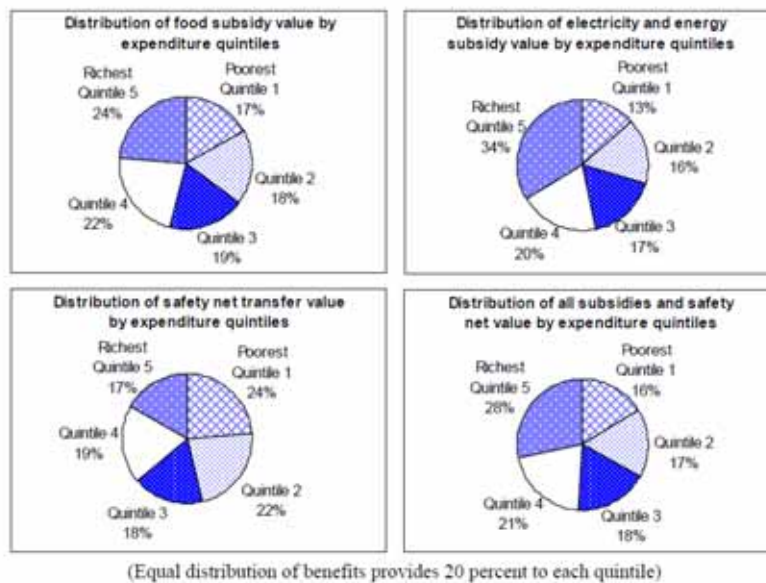 Distribution of food subsidy value by
expenditure quintiles
Richest
Quintile 5
24%
Poorest
Quintile 1
17%
Quintile 2
18%
Quintile 3
19%
Quintile 4
22%
Distribution of electricity and energy
subsidy value by expenditure quintiles
Richest
Quintile 5
34%
Poorest
Quintile 1
13%
Quintile 2
16%
Quintile 3
17%
Quintile 4
20%
Distribution of safety net transfer value
by expenditure quintiles
Richest
Quintile 5
17%
Poorest
Quintile 1
24%
Quintile 2
22%
Quintile 3
18%
Quintile 4
19%
Distribution of all subsidies and safety
net value by expenditure quintiles
Richest
Quintile 5
28%
Poorest
Quintile 1
16%
Quintile 2
17%
Quintile 3
18%
Quintile 4
21%
(Equal distribution of benefits provides 20 percent to each quintile)